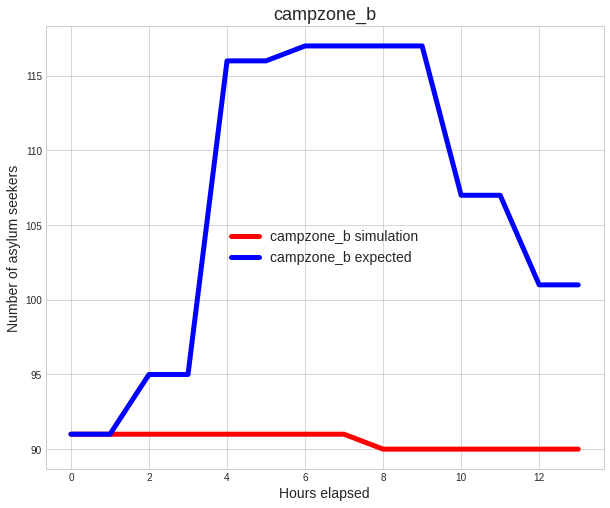 campzone_b
Number of asylum seekers
115
110
105
100
95
90
campzone_b simulation
campzone_b expected
0 2 4 6 8 10 12
Hours elapsed